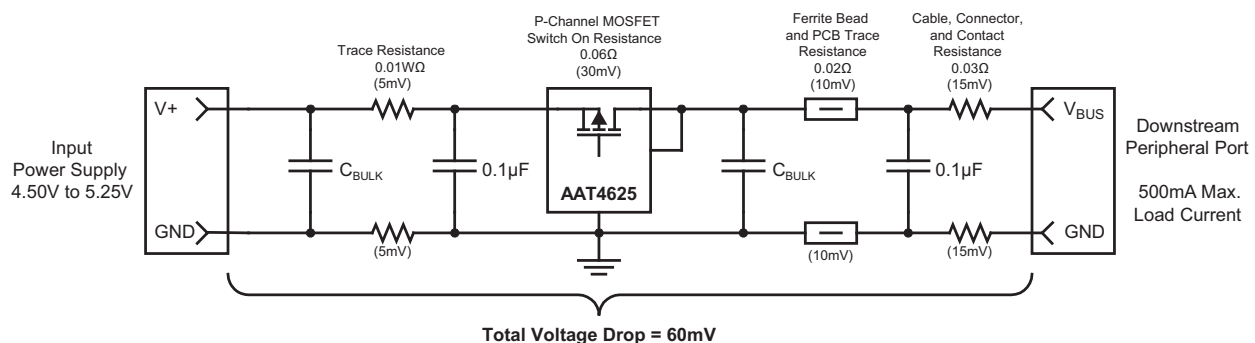 P-Channel MOSFET
Switch On Resistance
0.06Ω
(30mV)
Ferrite Bead
and PCB Trace
Resistance
0.02Ω
(10mV)
Cable, Connector,
and Contact
Resistance
0.03Ω
(15mV)
Trace Resistance
0.01WΩ
(5mV)
V+
Input
Power Supply
4.50V to 5.25V
GND
CBULK
(5mV)
0.1µF
AAT4625
CBULK
(10mV)
0.1µF
(15mV)
VBUS
GND
Downstream
Peripheral Port
500mA Max.
Load Current
Total Voltage Drop = 60mV